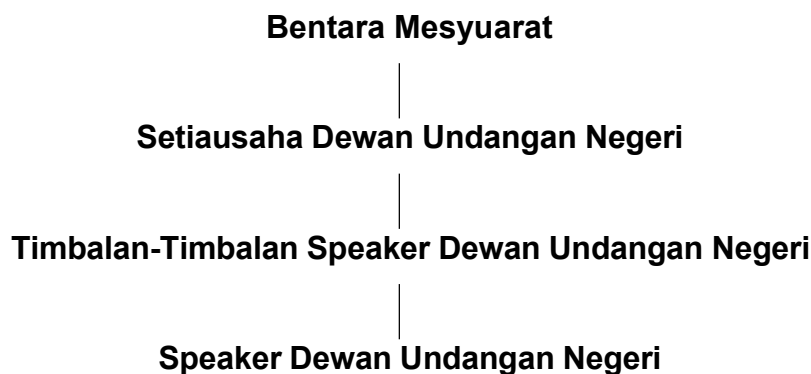 Bentara Mesyuarat
Setiausaha Dewan Undangan Negeri
Timbalan-Timbalan Speaker Dewan Undangan Negeri
Speaker Dewan Undangan Negeri